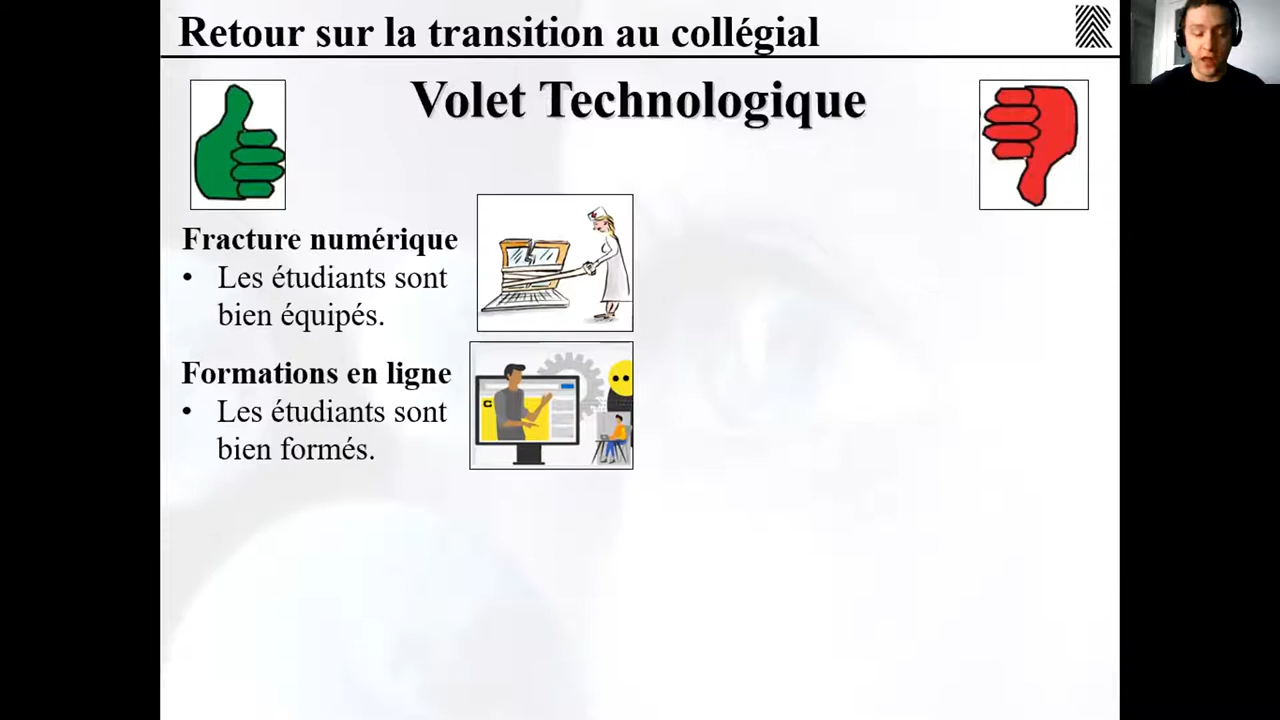 Retour sur la transition au collégial
Volet Technologique
Fracture numérique
• Les étudiants sont
bien équipés.
Formations en ligne
• Les étudiants sont
bien formés.